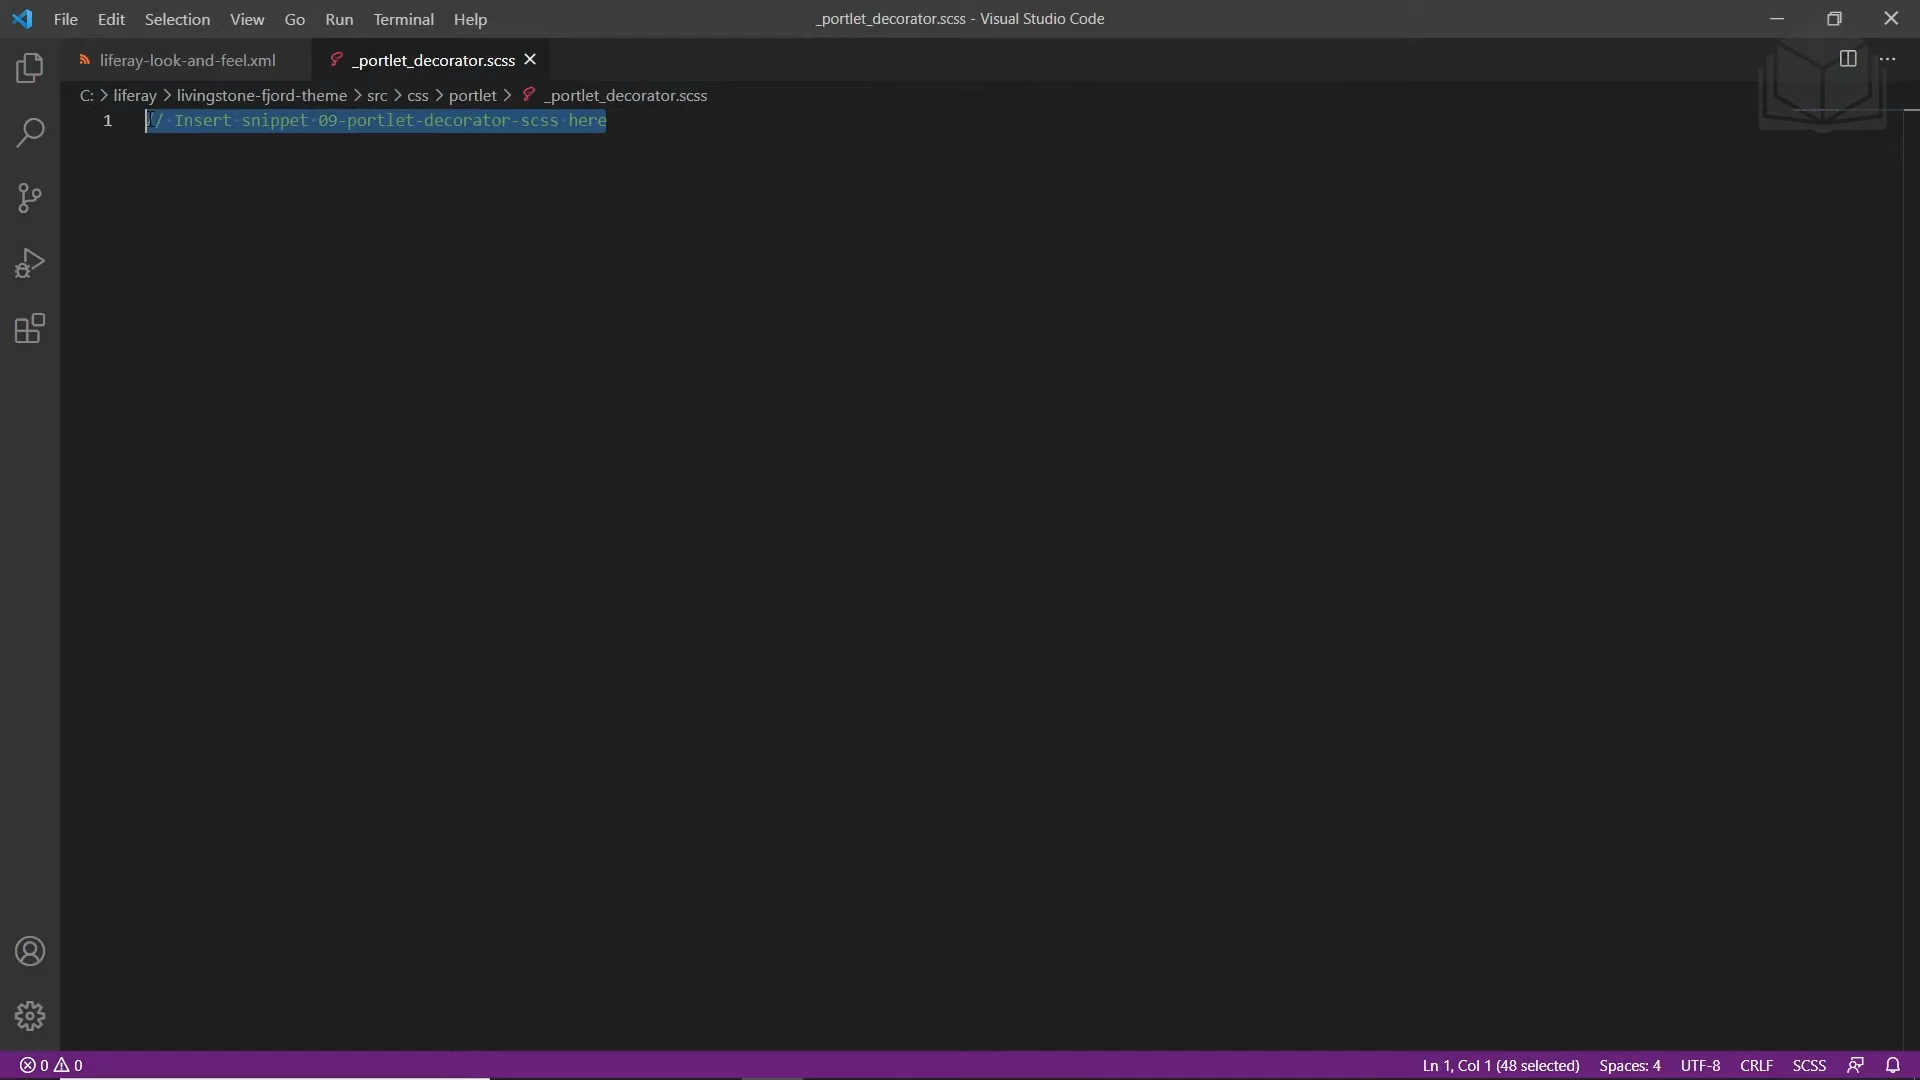 File Edit Selection View Go Run Terminal Help
_portlet_decorator.scss - Visual Studio Code
liferay-look-and-feel.xml
_portlet_decorator.scss
C: > liferay > livingstone-fjord-theme > src > css > portlet > _portlet_decorator.scss
1 // Insert snippet 09-portlet-decorator-scss here
0 0
Ln 1, Col 1 (48 selected) Spaces: 4 UTF-8 CRLF SCSS